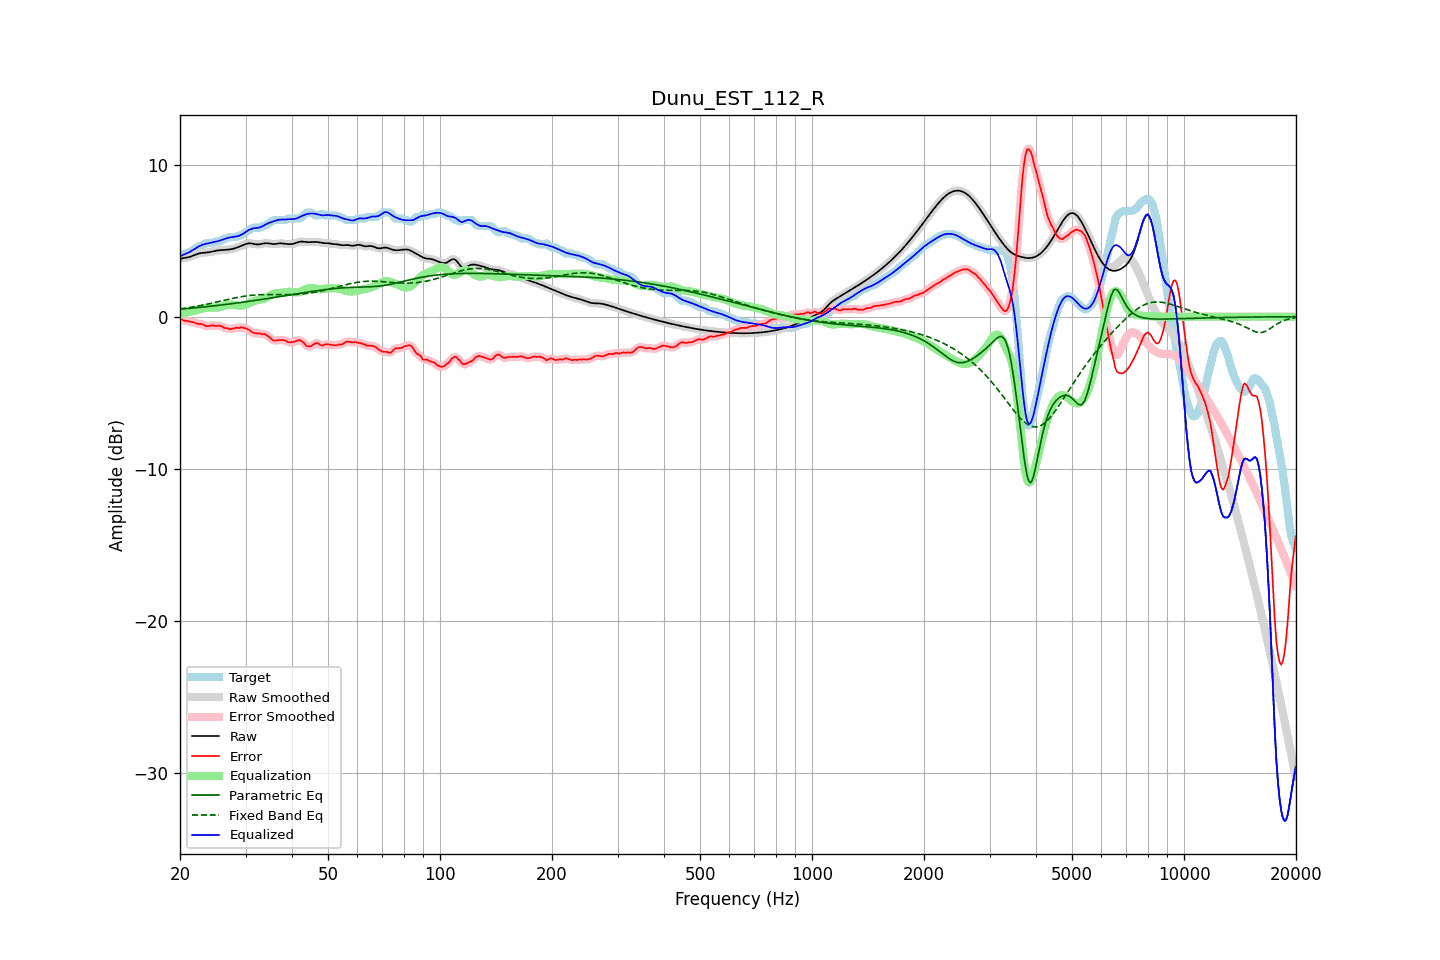 Dunu_EST_112_R
10
0
−10
−20
−30
Amplitude (dBr)
Target
Raw Smoothed
Error Smoothed
Raw
Error
Equalization
Parametric Eq
Fixed Band Eq
Equalized
20 50 100 200 500 1000 2000 5000 10000 20000
Frequency (Hz)